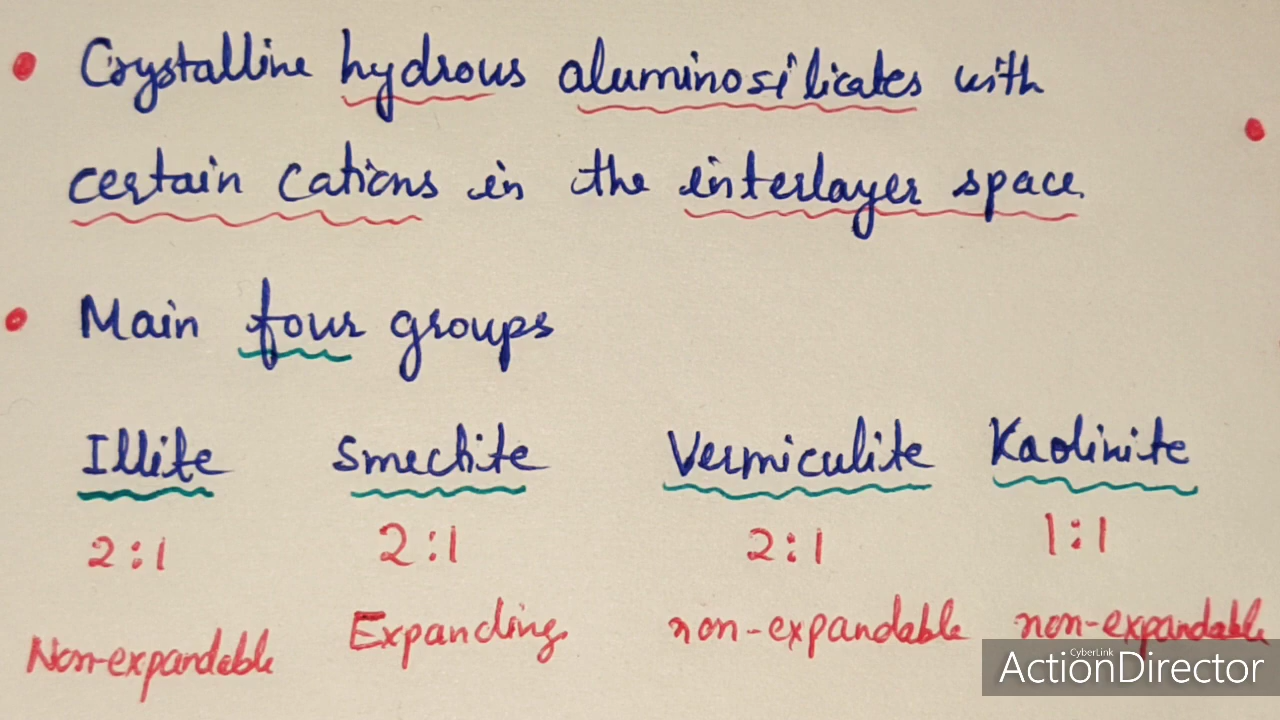 Crystalline hydrous aluminosilicates with
certain cations in the interlayer space.
Main four groups
Illite Smectite Vermiculite Kaolinite
2:1 2:1 2:1 1:1
Non-expandable Expanding non-expandable non-expandable
CyberLink
ActionDirector